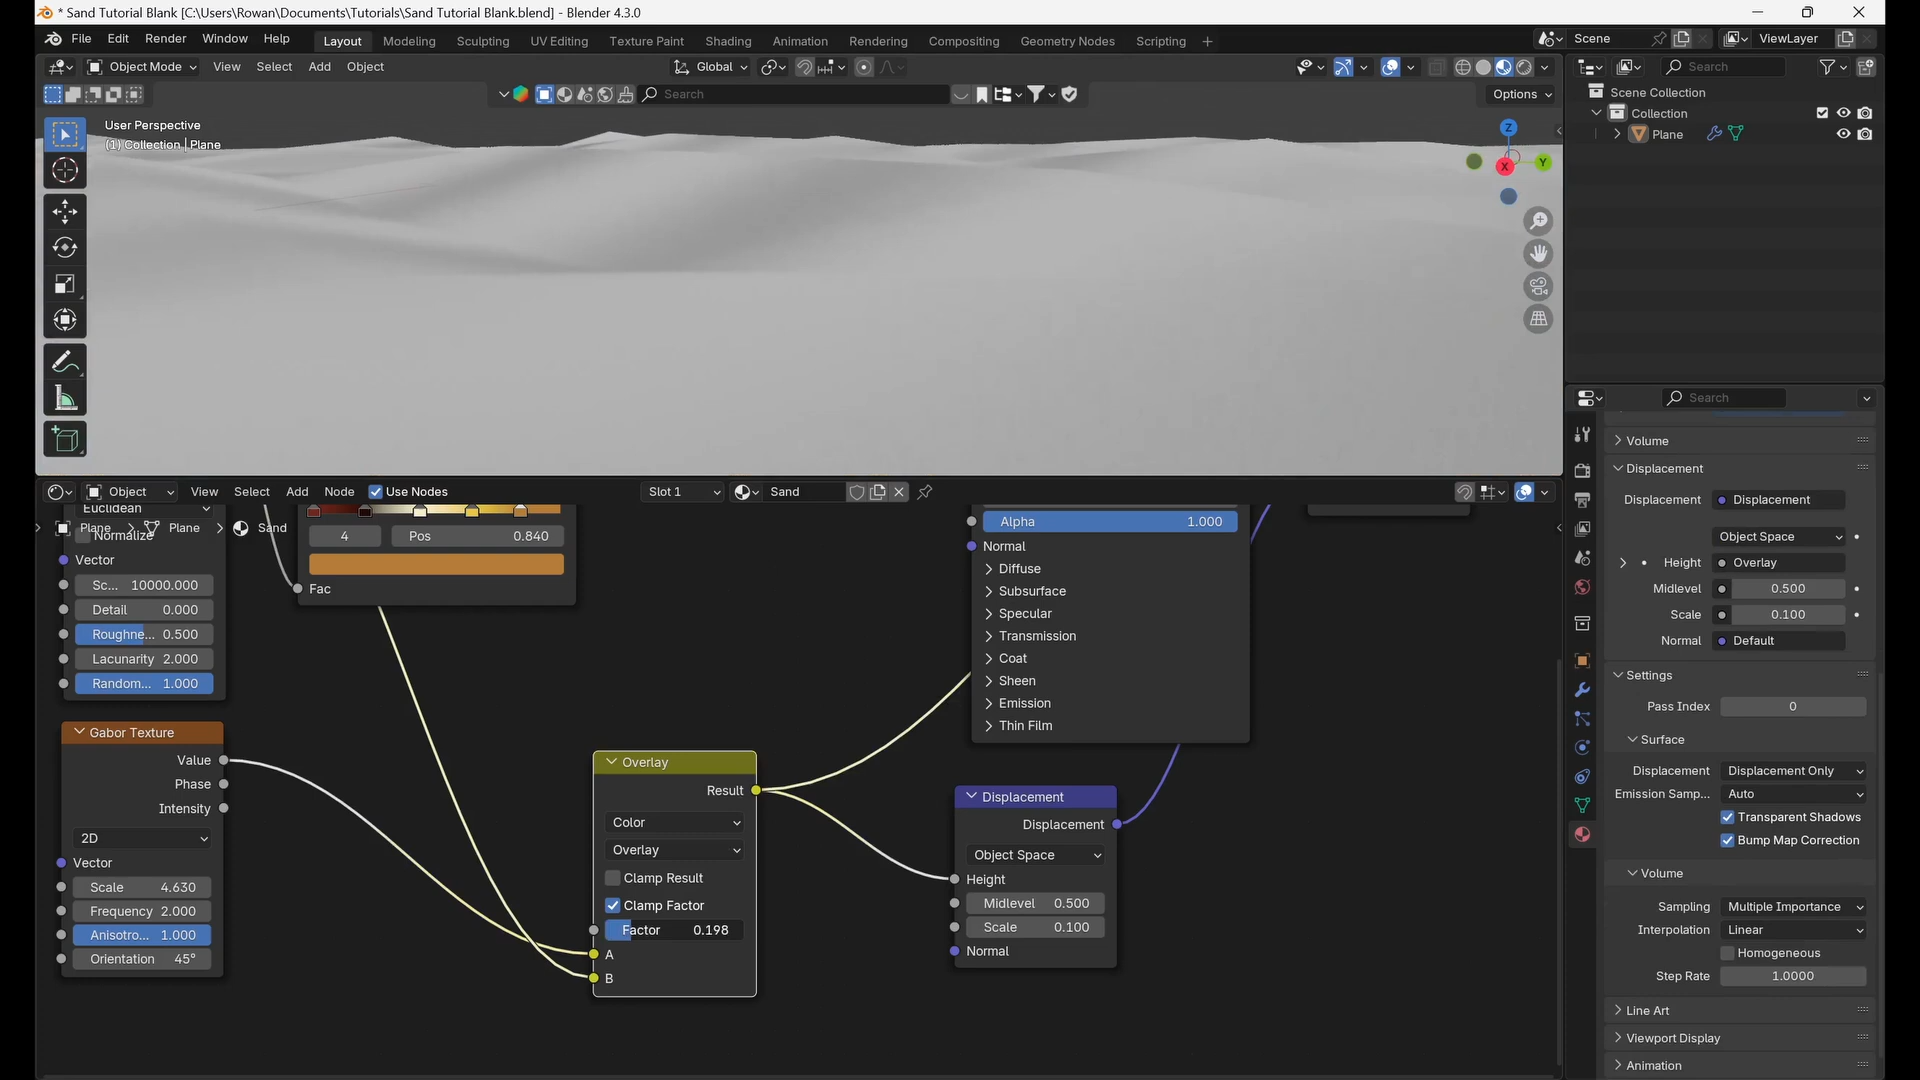 * Sand Tutorial Blank [C:\Users\Rowan\Documents\Tutorials\Sand Tutorial Blank.blend] - Blender 4.3.0
File Edit Render Window Help Layout Modeling Sculpting UV Editing Texture Paint Shading Animation Rendering Compositing Geometry Nodes Scripting + Scene ViewLayer
Object Mode View Select Add Object Global Search
Search Options
User Perspective
(1) Collection | Plane
Z
Y
X
Scene Collection
Collection
Plane
Object View Select Add Node Use Nodes Slot 1 Sand
Euclidean
Plane > Plane > Sand
Normalize
Vector
Sc... 10000.000
Detail 0.000
Roughne... 0.500
Lacunarity 2.000
Random... 1.000
4 Pos 0.840
Fac
Gabor Texture
Value
Phase
Intensity
2D
Vector
Scale 4.630
Frequency 2.000
Anisotro... 1.000
Orientation 45°
Overlay
Result
Color
Overlay
Clamp Result
Clamp Factor
Factor 0.198
A
B
Alpha 1.000
Normal
Diffuse
Subsurface
Specular
Transmission
Coat
Sheen
Emission
Thin Film
Displacement
Displacement
Object Space
Height
Midlevel 0.500
Scale 0.100
Normal
Search
Volume
Displacement
Displacement Displacement
Object Space
Height Overlay
Midlevel 0.500
Scale 0.100
Normal Default
Settings
Pass Index 0
Surface
Displacement Displacement Only
Emission Samp... Auto
Transparent Shadows
Bump Map Correction
Volume
Sampling Multiple Importance
Interpolation Linear
Homogeneous
Step Rate 1.0000
Line Art
Viewport Display
Animation